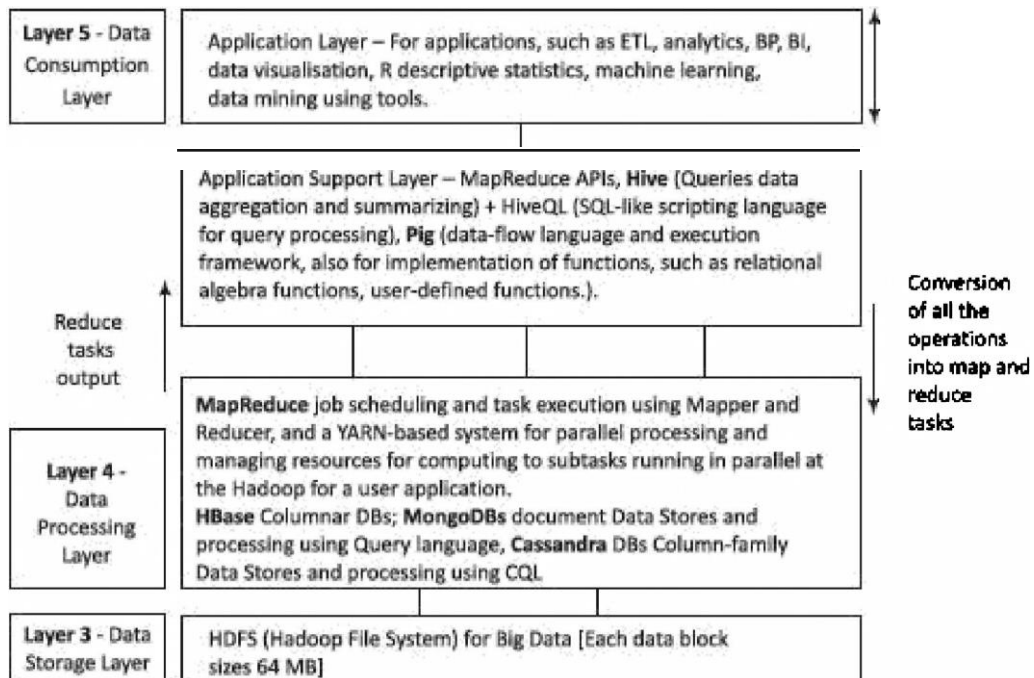 Layer 5 - Data
Consumption
Layer
Application Layer – For applications, such as ETL, analytics, BP, BI,
data visualisation, R descriptive statistics, machine learning,
data mining using tools.
Application Support Layer – MapReduce APIs, Hive (Queries data
aggregation and summarizing) + HiveQL (SQL-like scripting language
for query processing), Pig (data-flow language and execution
framework, also for implementation of functions, such as relational
algebra functions, user-defined functions.).
Reduce
tasks
output
Conversion
of all the
operations
into map and
reduce
tasks
Layer 4 -
Data
Processing
Layer
MapReduce job scheduling and task execution using Mapper and
Reducer, and a YARN-based system for parallel processing and
managing resources for computing to subtasks running in parallel at
the Hadoop for a user application.
HBase Columnar DBs; MongoDBs document Data Stores and
processing using Query language, Cassandra DBs Column-family
Data Stores and processing using CQL
Layer 3 - Data
Storage Layer
HDFS (Hadoop File System) for Big Data [Each data block
sizes 64 MB]